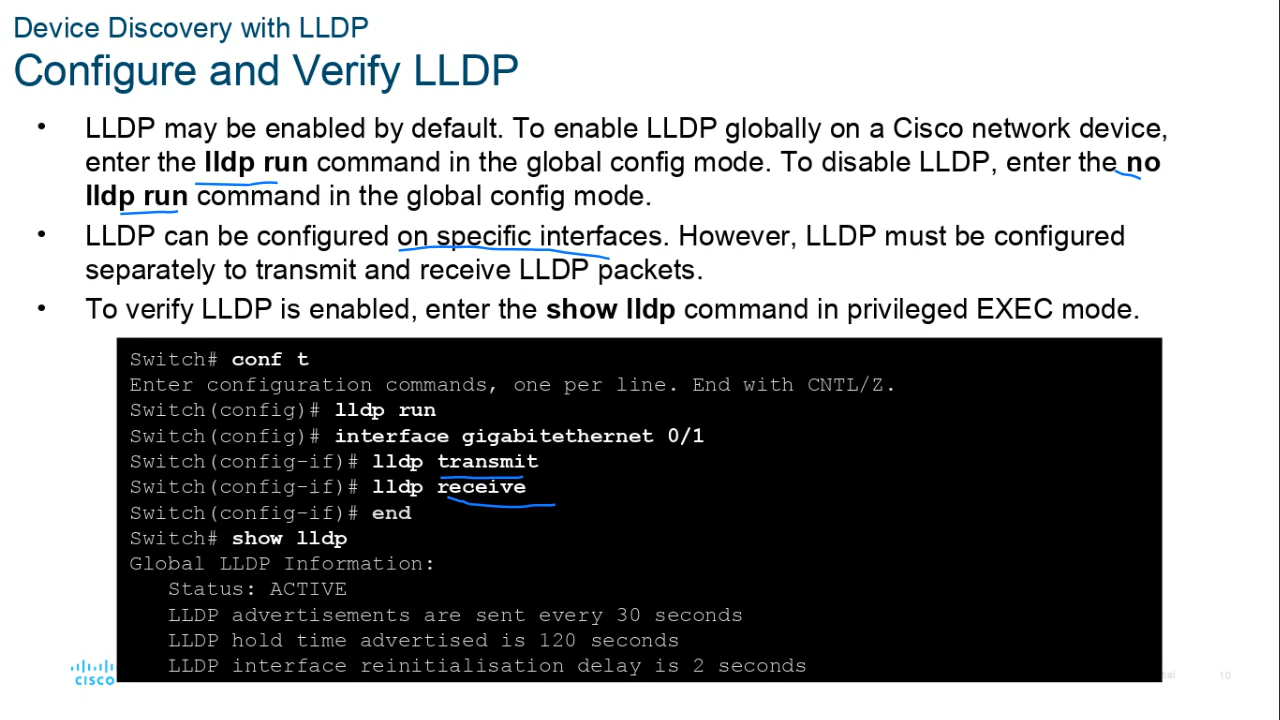 Device Discovery with LLDP
Configure and Verify LLDP
• LLDP may be enabled by default. To enable LLDP globally on a Cisco network device,
enter the lldp run command in the global config mode. To disable LLDP, enter the no
lldp run command in the global config mode.
• LLDP can be configured on specific interfaces. However, LLDP must be configured
separately to transmit and receive LLDP packets.
• To verify LLDP is enabled, enter the show lldp command in privileged EXEC mode.
Switch# conf t
Enter configuration commands, one per line. End with CNTL/Z.
Switch(config)# lldp run
Switch(config)# interface gigabitethernet 0/1
Switch(config-if)# lldp transmit
Switch(config-if)# lldp receive
Switch(config-if)# end
Switch# show lldp
Global LLDP Information:
Status: ACTIVE
LLDP advertisements are sent every 30 seconds
LLDP hold time advertised is 120 seconds
LLDP interface reinitialisation delay is 2 seconds
CISCO
10